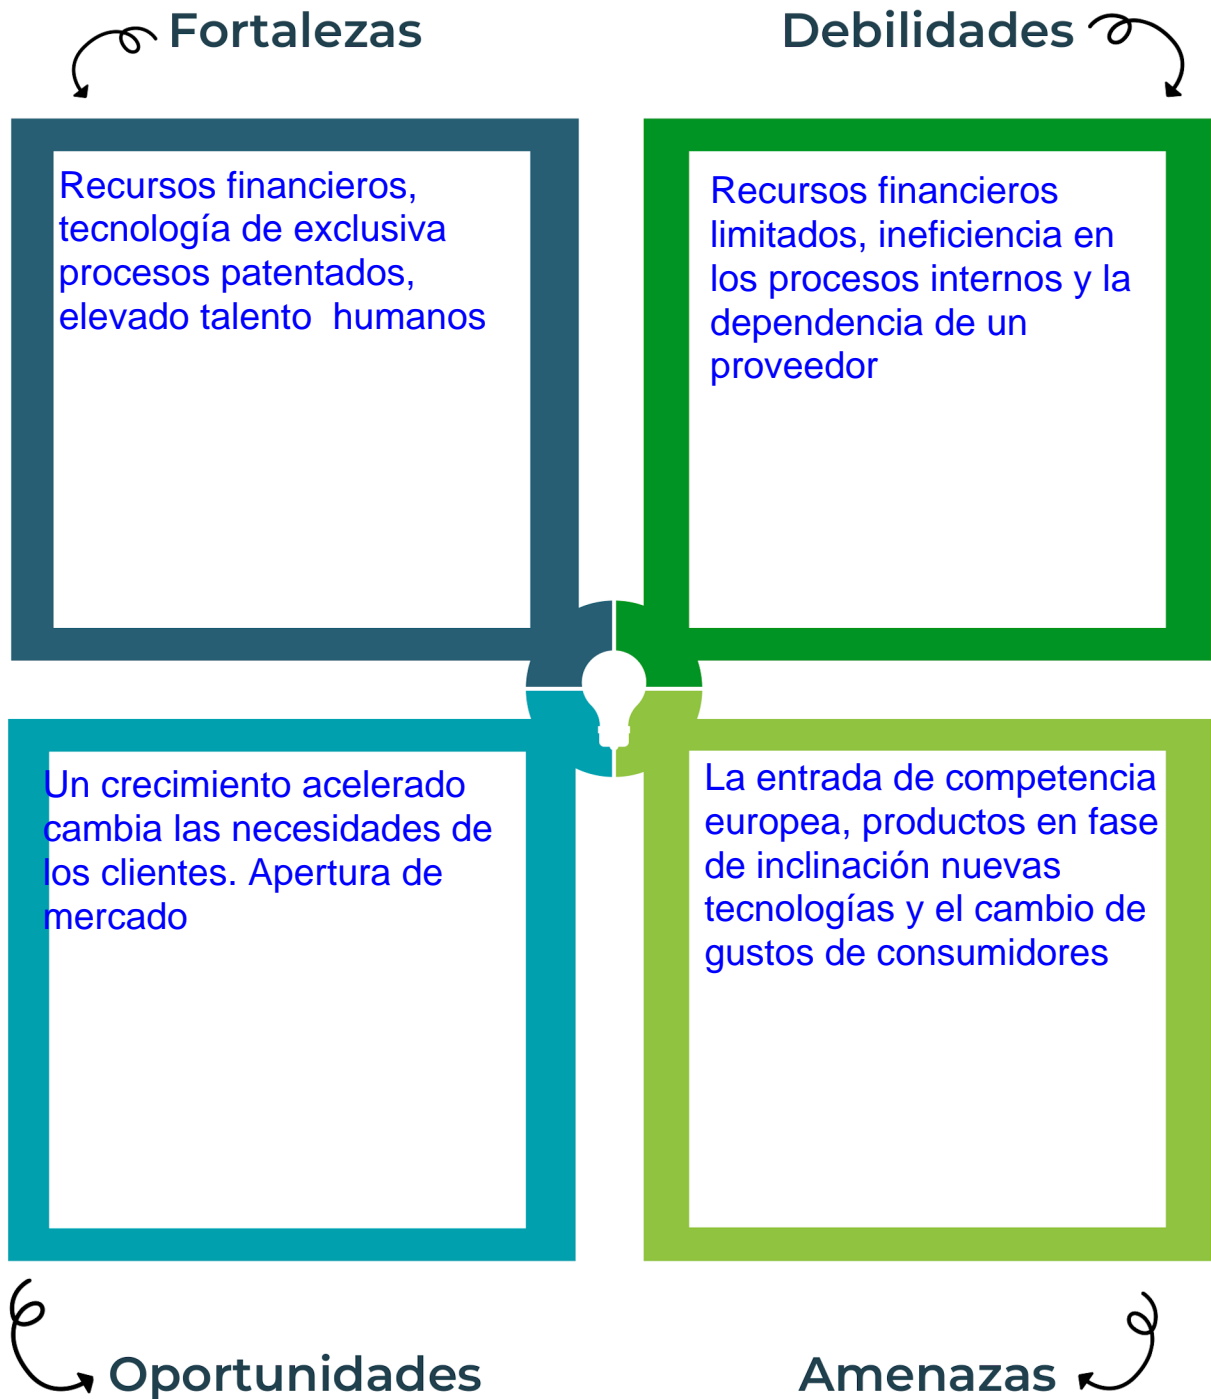 Fortalezas
Recursos financieros,
tecnología de exclusiva
procesos patentados,
elevado talento  humanos
Debilidades
Recursos financieros
limitados, ineficiencia en
los procesos internos y la
dependencia de un
proveedor
Un crecimiento acelerado
cambia las necesidades de
los clientes. Apertura de
mercado
Oportunidades
La entrada de competencia
europea, productos en fase
de inclinación nuevas
tecnologías y el cambio de
gustos de consumidores
Amenazas